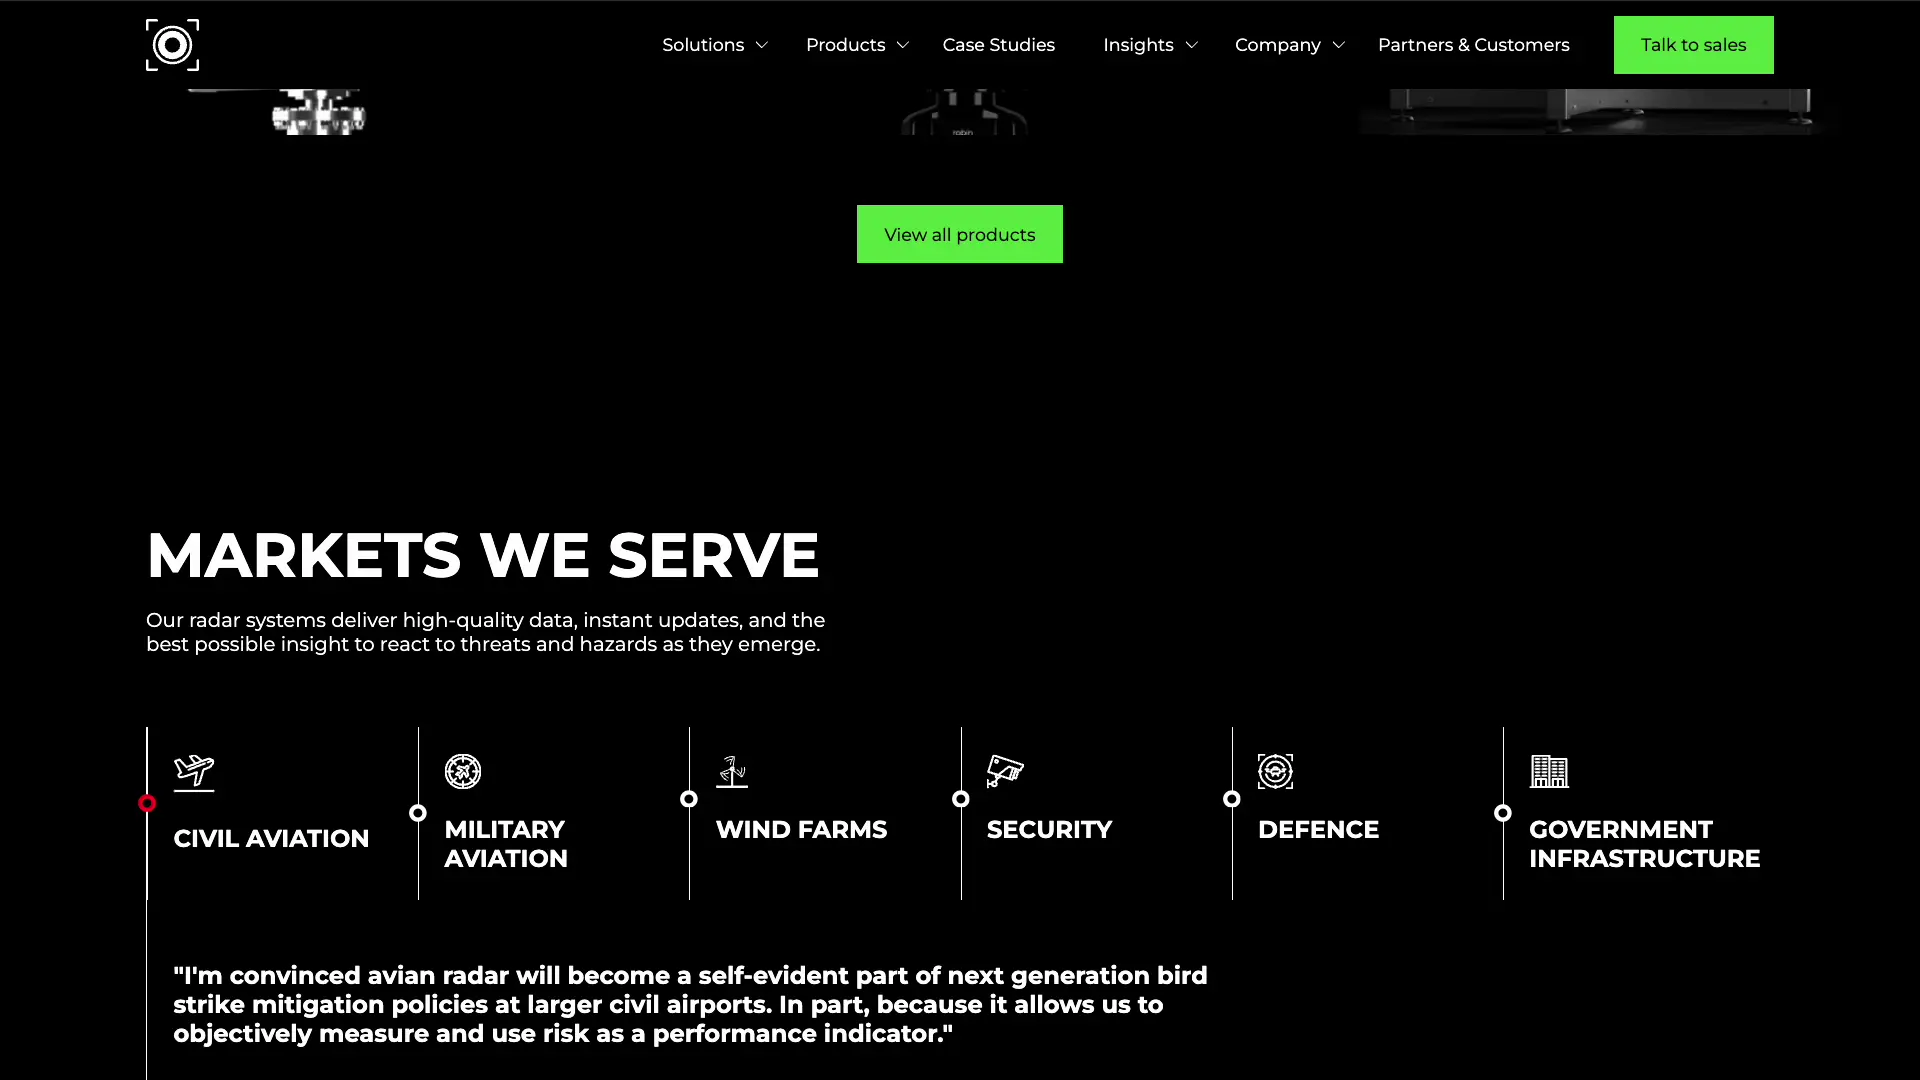 Solutions
Products
Case Studies
Insights
Company
Partners & Customers
Talk to sales
robin
View all products
MARKETS WE SERVE
Our radar systems deliver high-quality data, instant updates, and the
best possible insight to react to threats and hazards as they emerge.
CIVIL AVIATION
MILITARY
AVIATION
WIND FARMS
SECURITY
DEFENCE
GOVERNMENT
INFRASTRUCTURE
"I'm convinced avian radar will become a self-evident part of next generation bird
strike mitigation policies at larger civil airports. In part, because it allows us to
objectively measure and use risk as a performance indicator."